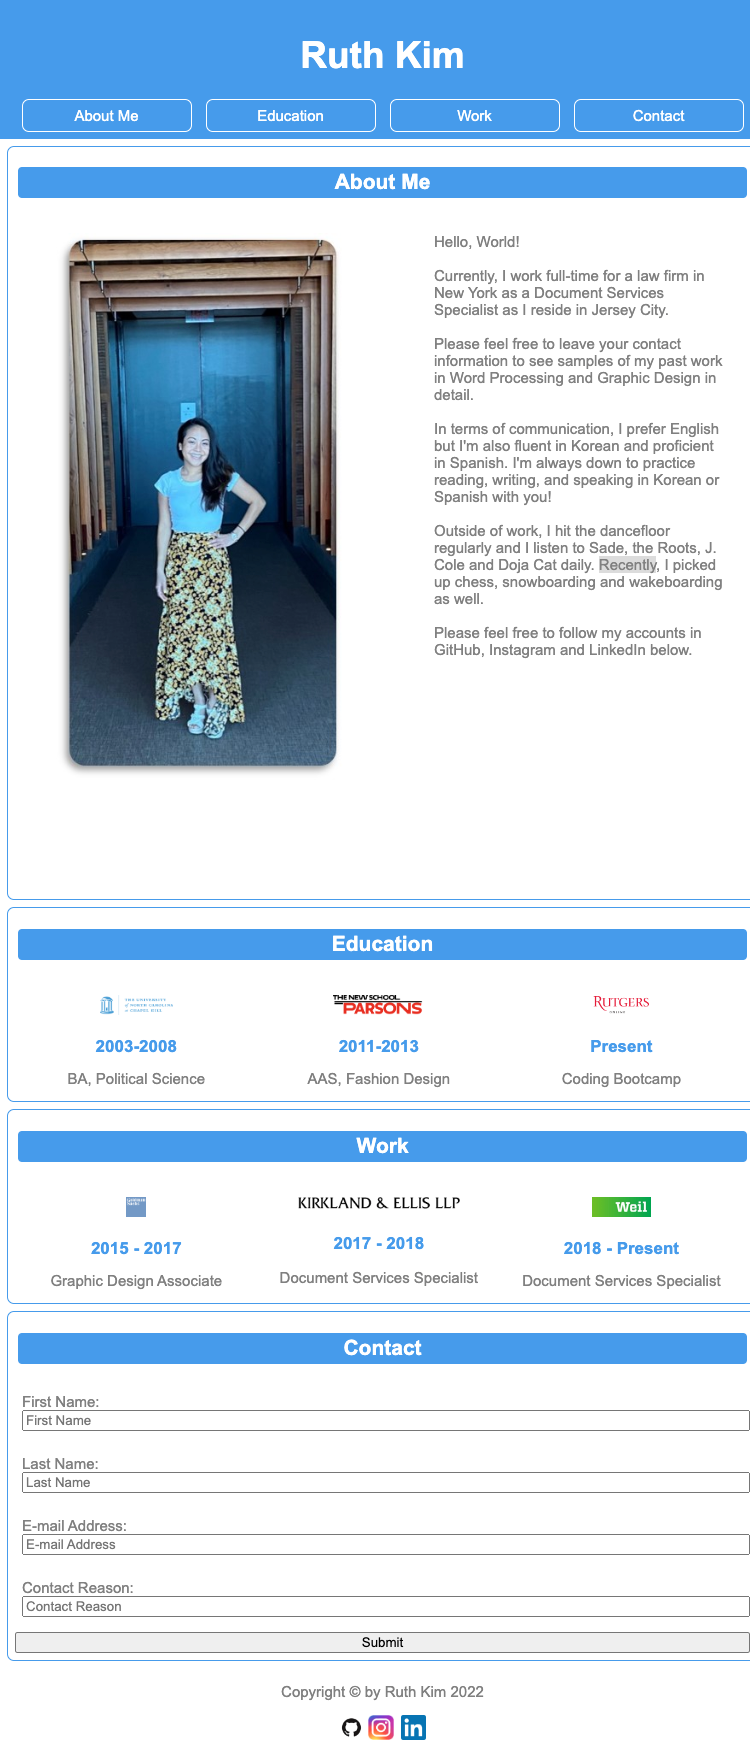 Ruth Kim
About Me
Education
Work
Contact
About Me
Hello, World!
Currently, I work full-time for a law firm in
New York as a Document Services
Specialist as I reside in Jersey City.
Please feel free to leave your contact
information to see samples of my past work
in Word Processing and Graphic Design in
detail.
In terms of communication, I prefer English
but I'm also fluent in Korean and proficient
in Spanish. I'm always down to practice
reading, writing, and speaking in Korean or
Spanish with you!
Outside of work, I hit the dancefloor
regularly and I listen to Sade, the Roots, J.
Cole and Doja Cat daily. Recently, I picked
up chess, snowboarding and wakeboarding
as well.
Please feel free to follow my accounts in
GitHub, Instagram and LinkedIn below.
Education
THE UNIVERSITY
of NORTH CAROLINA
at CHAPEL HILL
2003-2008
BA, Political Science
THE NEW SCHOOL
PARSONS
2011-2013
AAS, Fashion Design
RUTGERS
Present
Coding Bootcamp
Work
Goldman
Sachs
2015 - 2017
Graphic Design Associate
KIRKLAND & ELLIS LLP
2017 - 2018
Document Services Specialist
Weil
2018 - Present
Document Services Specialist
Contact
First Name:
First Name
Last Name:
Last Name
E-mail Address:
E-mail Address
Contact Reason:
Contact Reason
Submit
Copyright © by Ruth Kim 2022
in